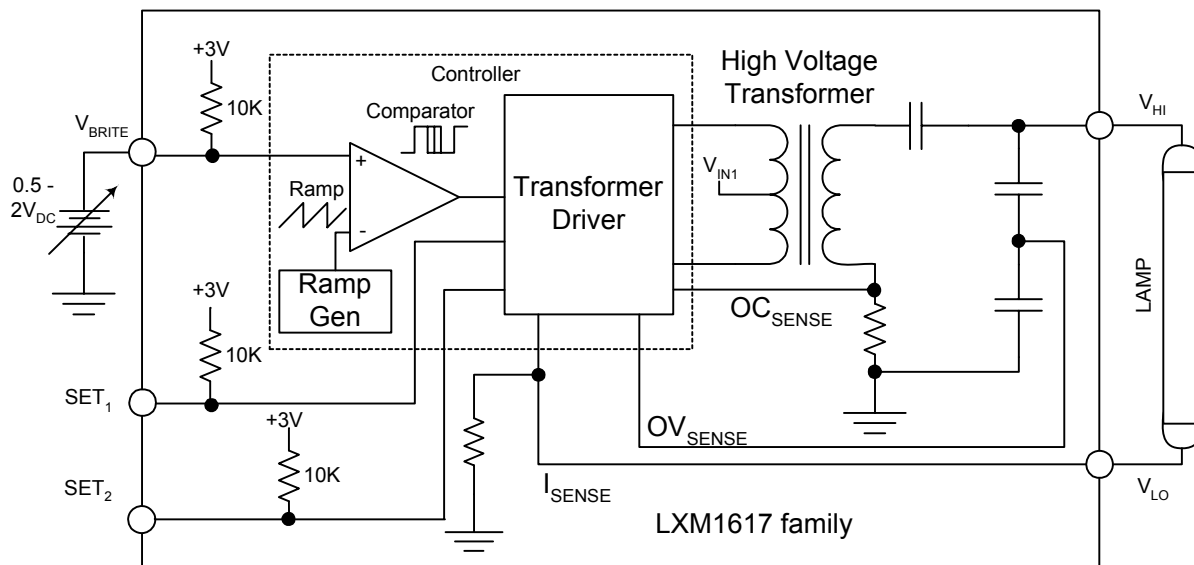 +3V
10K
Controller
Comparator
High Voltage
Transformer
V_BRITE
V_HI
+
0.5 -
2V_DC
Ramp
-
Transformer
Driver
V_IN1
Ramp
Gen
+3V
10K
OC_SENSE
LAMP
SET_1
+3V
10K
OV_SENSE
SET_2
I_SENSE
V_LO
LXM1617 family